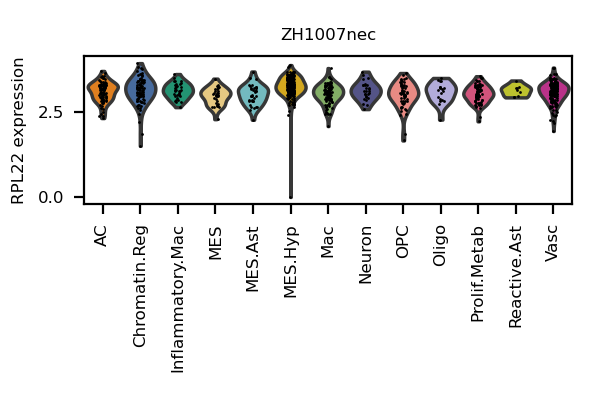 ZH1007nec
RPL22 expression
2.5
0.0
AC
Chromatin.Reg
Inflammatory.Mac
MES
MES.Ast
MES.Hyp
Mac
Neuron
OPC
Oligo
Prolif.Metab
Reactive.Ast
Vasc